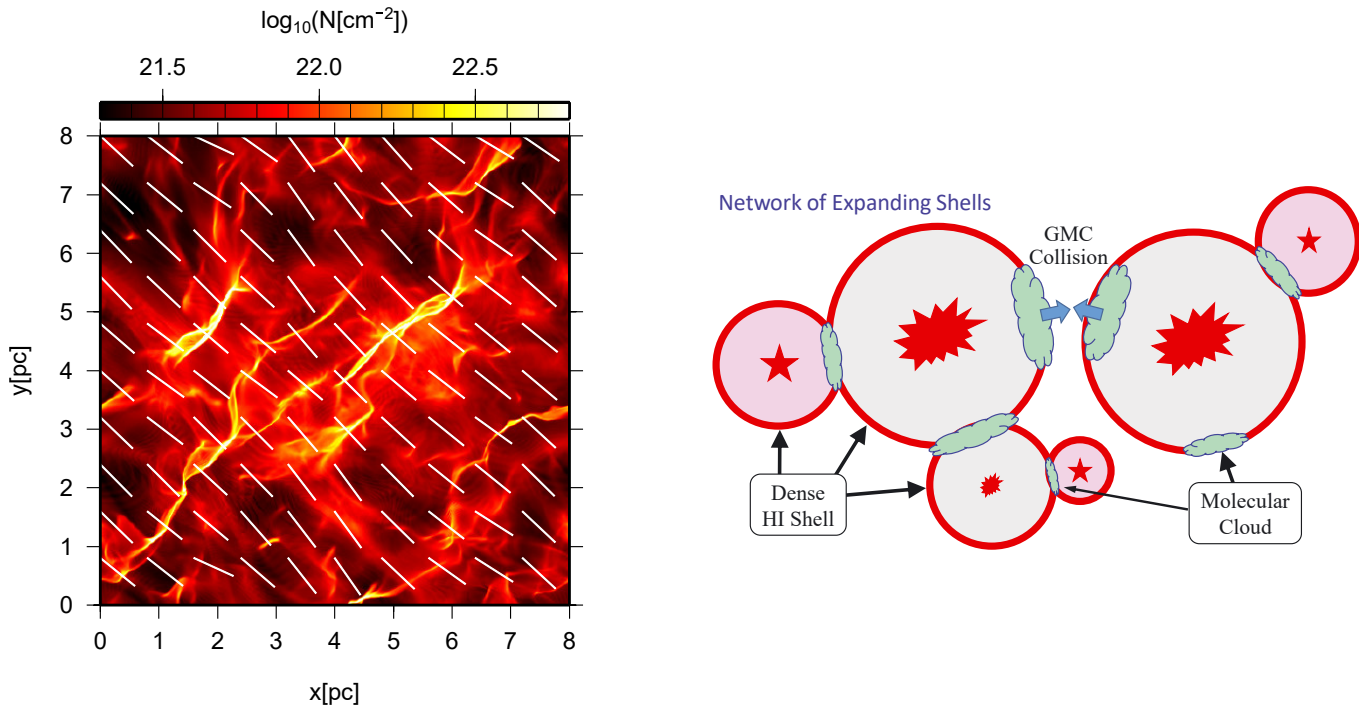 log₁₀(N[cm⁻²])
21.5 22.0 22.5
8
7
6
5
4
3
2
1
0
y[pc]
0 1 2 3 4 5 6 7 8
x[pc]
Network of Expanding Shells
GMC
Collision
Dense
HI Shell
Molecular
Cloud